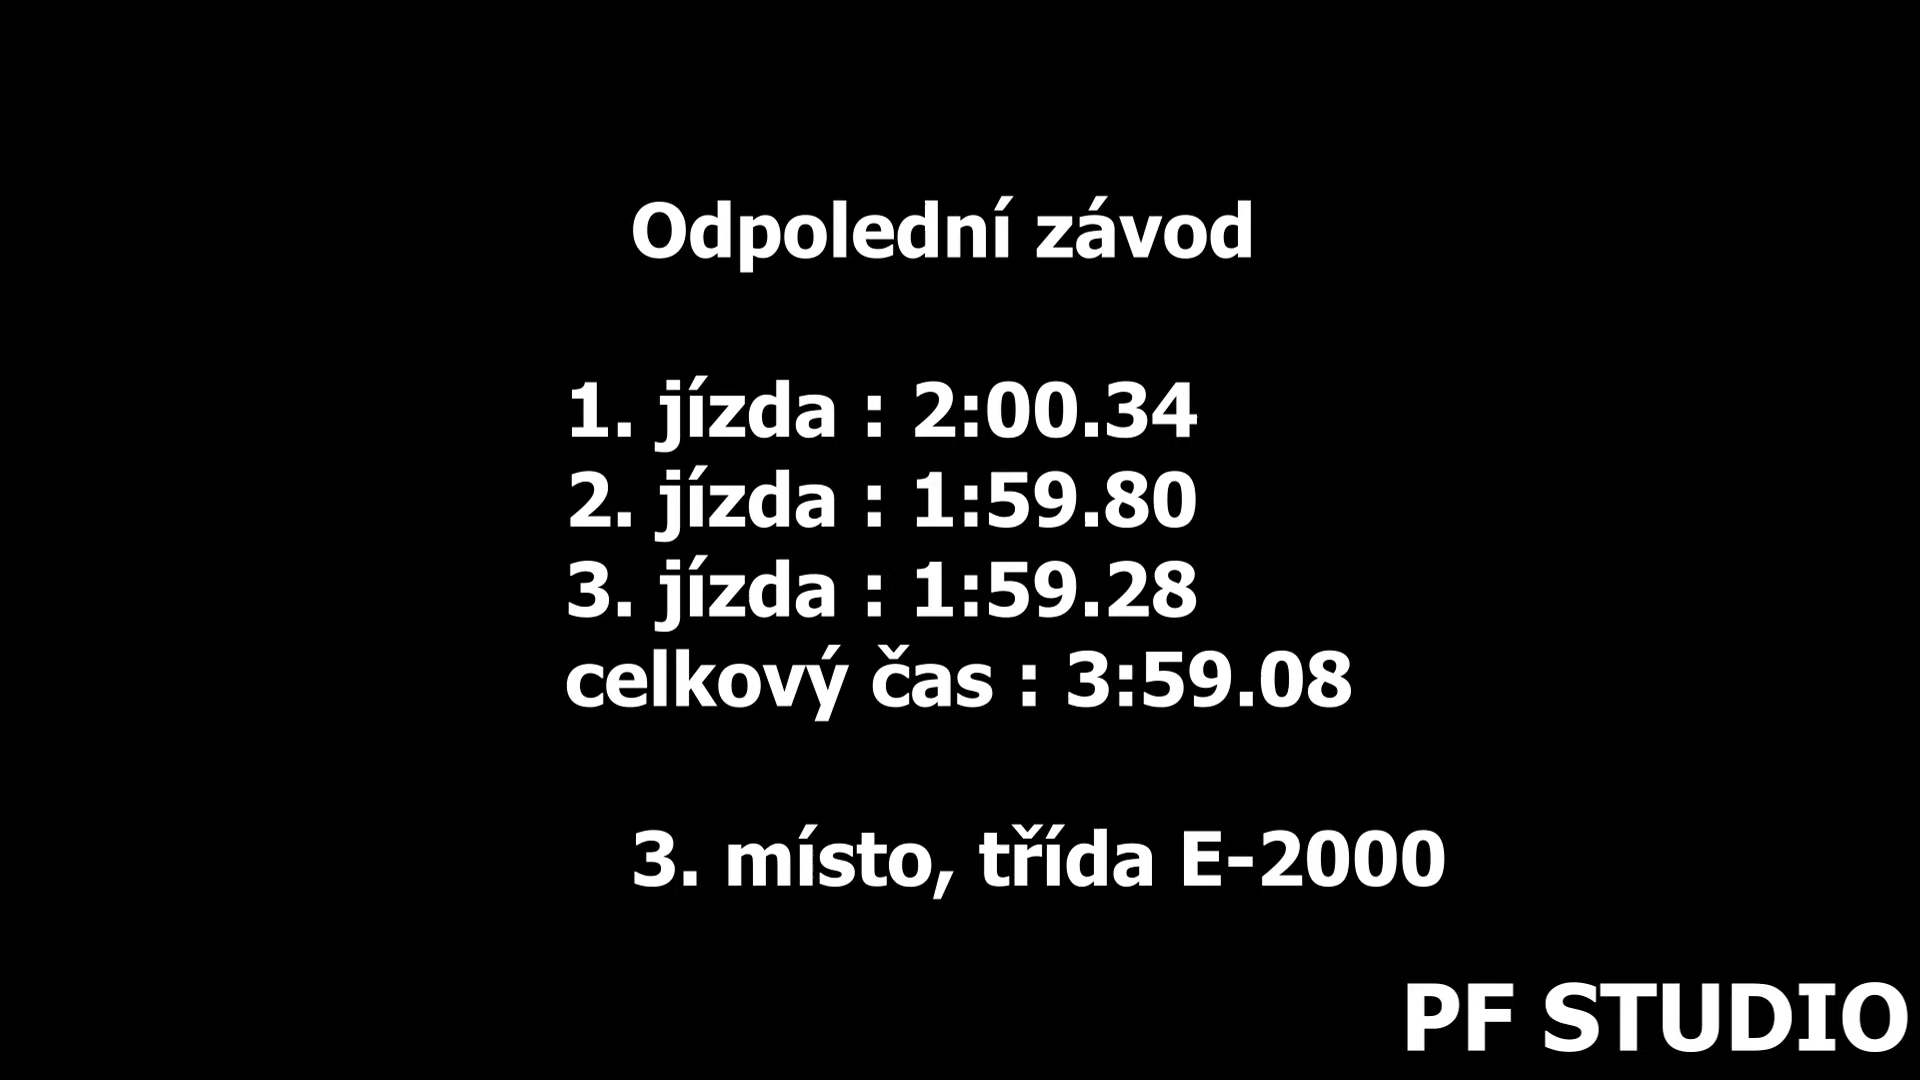 Odpolední závod
1. jízda : 2:00.34
2. jízda : 1:59.80
3. jízda : 1:59.28
celkový čas : 3:59.08
3. místo, třída E-2000
PF STUDIO